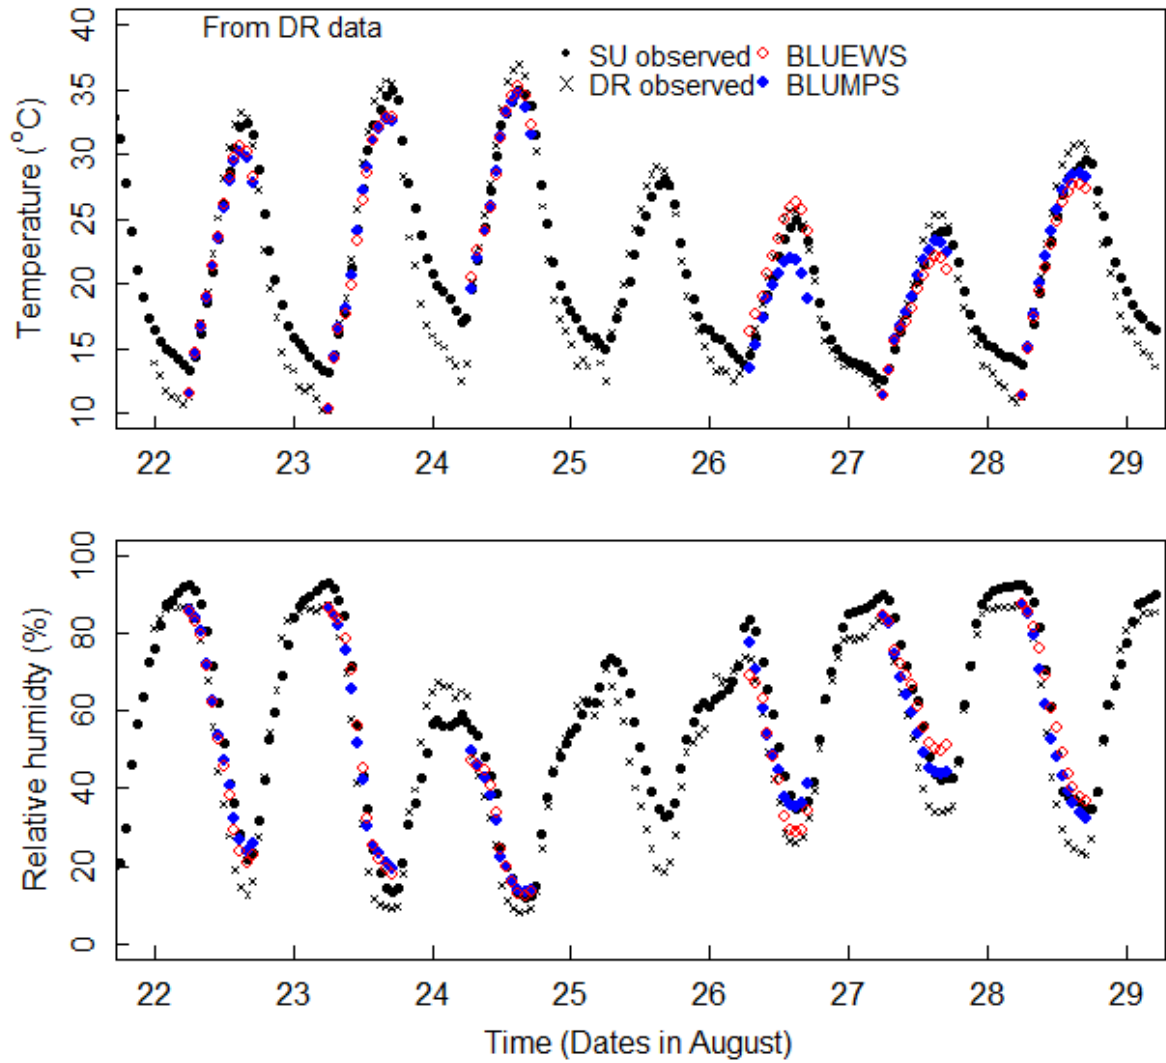 From DR data
SU observed BLUEWS
DR observed BLUMPS
Temperature (°C)
40
35
30
25
20
15
10
22 23 24 25 26 27 28 29
Relative humidty (%)
100
80
60
40
20
0
22 23 24 25 26 27 28 29
Time (Dates in August)